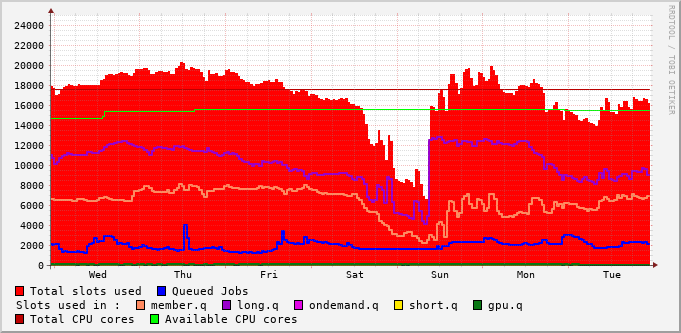 RRDTOOL / TOBI OETIKER
24000
22000
20000
18000
16000
14000
12000
10000
8000
6000
4000
2000
0
Wed Thu Fri Sat Sun Mon Tue
Total slots used Queued Jobs
Slots used in : member.q long.q ondemand.q short.q gpu.q
Total CPU cores Available CPU cores